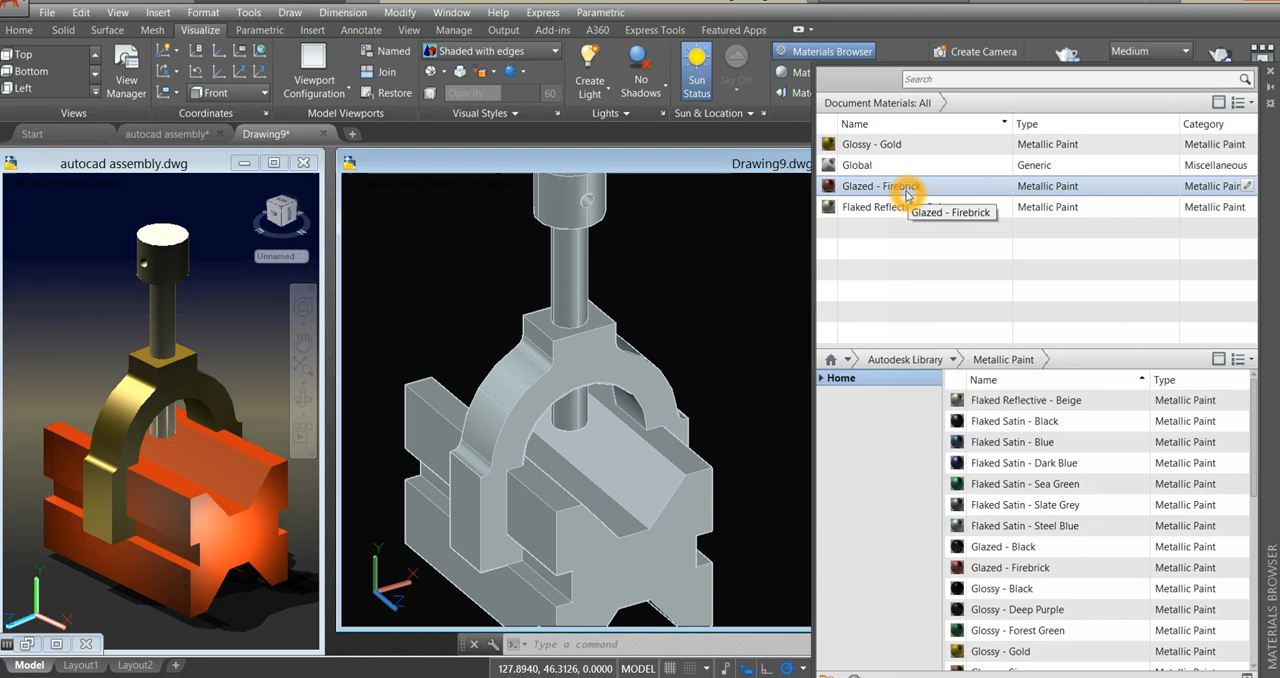 File Edit View Insert Format Tools Draw Dimension Modify Window Help Express Parametric
Home Solid Surface Mesh Visualize Parametric Insert Annotate View Manage Output Add-ins A360 Express Tools Featured Apps
Top
Bottom
Left
View
Manager
Views
Front
Coordinates
Viewport
Configuration
Named
Join
Restore
Model Viewports
Shaded with edges
Opacity 60
Visual Styles
Create
Light
No
Shadows
Lights
Sun
Status
Sky Off
Sun & Location
Materials Browser
Create Camera
Medium
Start autocad assembly* Drawing9*
autocad assembly.dwg
Unnamed
Drawing9.dwg
Search
Document Materials: All
Name Type Category
Glossy - Gold Metallic Paint Metallic Paint
Global Generic Miscellaneous
Glazed - Firebrick Metallic Paint Metallic Pain
Flaked Reflec Metallic Paint Metallic Paint
Glazed - Firebrick
Autodesk Library Metallic Paint
Home
Name Type
Flaked Reflective - Beige Metallic Paint
Flaked Satin - Black Metallic Paint
Flaked Satin - Blue Metallic Paint
Flaked Satin - Dark Blue Metallic Paint
Flaked Satin - Sea Green Metallic Paint
Flaked Satin - Slate Grey Metallic Paint
Flaked Satin - Steel Blue Metallic Paint
Glazed - Black Metallic Paint
Glazed - Firebrick Metallic Paint
Glossy - Black Metallic Paint
Glossy - Deep Purple Metallic Paint
Glossy - Forest Green Metallic Paint
Glossy - Gold Metallic Paint
MATERIALS BROWSER
Y
X
Z
Y
X
Z
Type a command
Model Layout1 Layout2
127.8940, 46.3126, 0.0000 MODEL